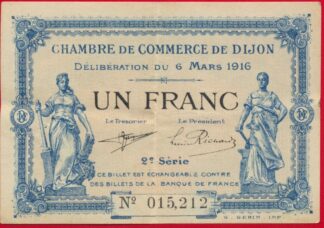 CHAMBRE DE COMMERCE DE DIJON
DÉLIBÉRATION DU 6 MARS 1916
UN FRANC
Le Trésorier Le Président
2e Série
CE BILLET EST ÉCHANGEABLE CONTRE
DES BILLETS DE LA BANQUE DE FRANCE
No 015,212